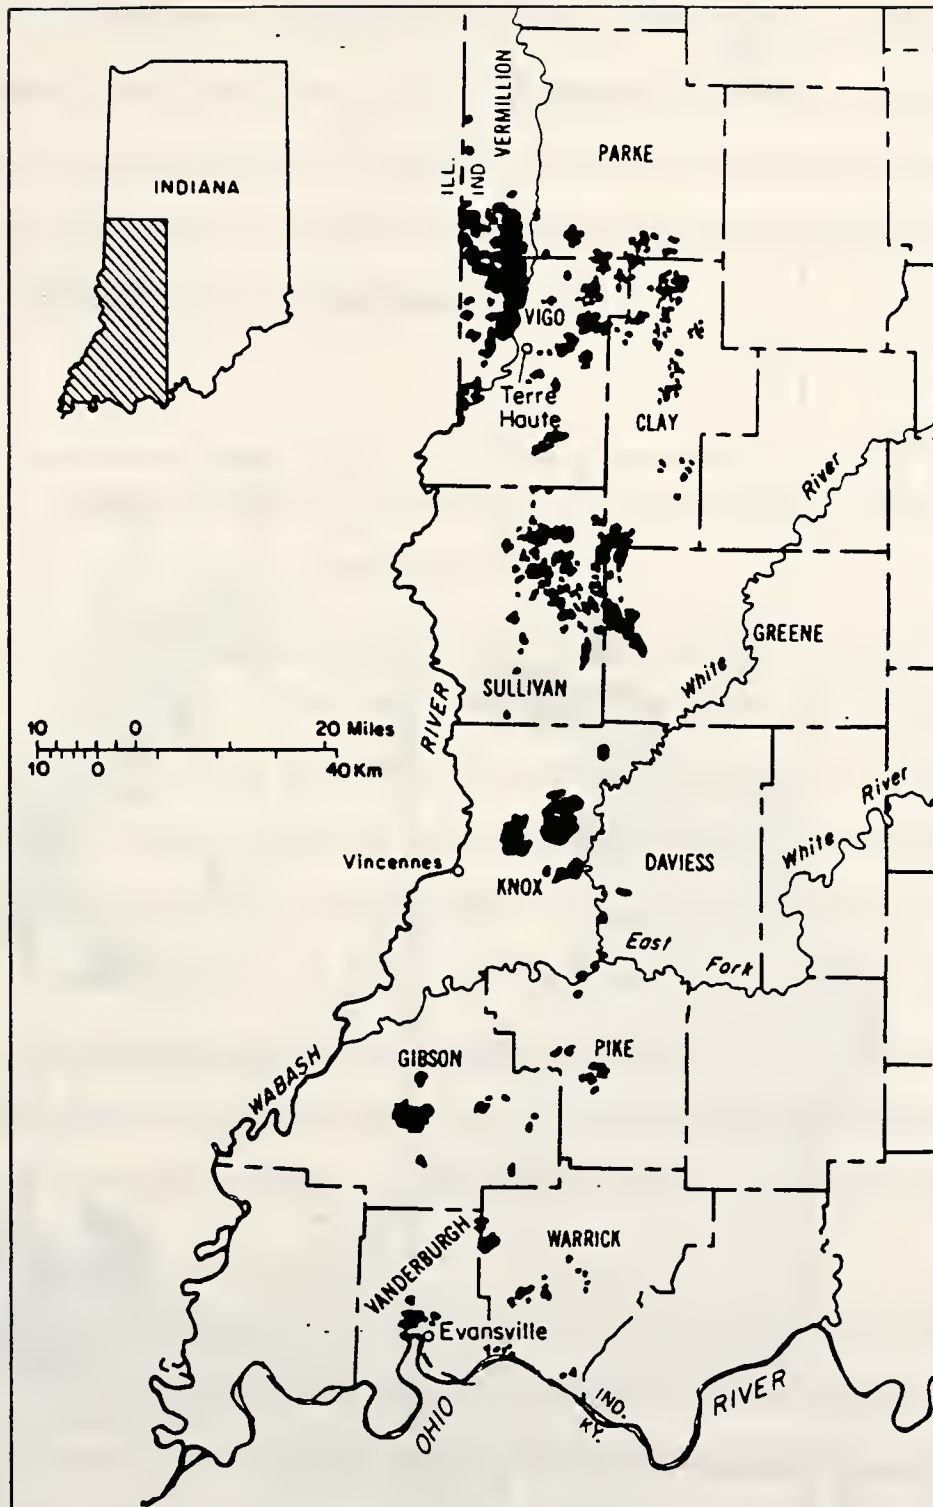 VERMILLION
PARKE
ILL.
IND
INDIANA
VIGO
Terre
Haute
CLAY
River
GREENE
White
SULLIVAN
RIVER
10 0 20 Miles
10 0 40 Km
River
White
Vincennes
DAVIESS
KNOX
East
Fork
WABASH
GIBSON
PIKE
VANDERBURGH
WARRICK
Evansville
OHIO
RIVER
IND.
KY.